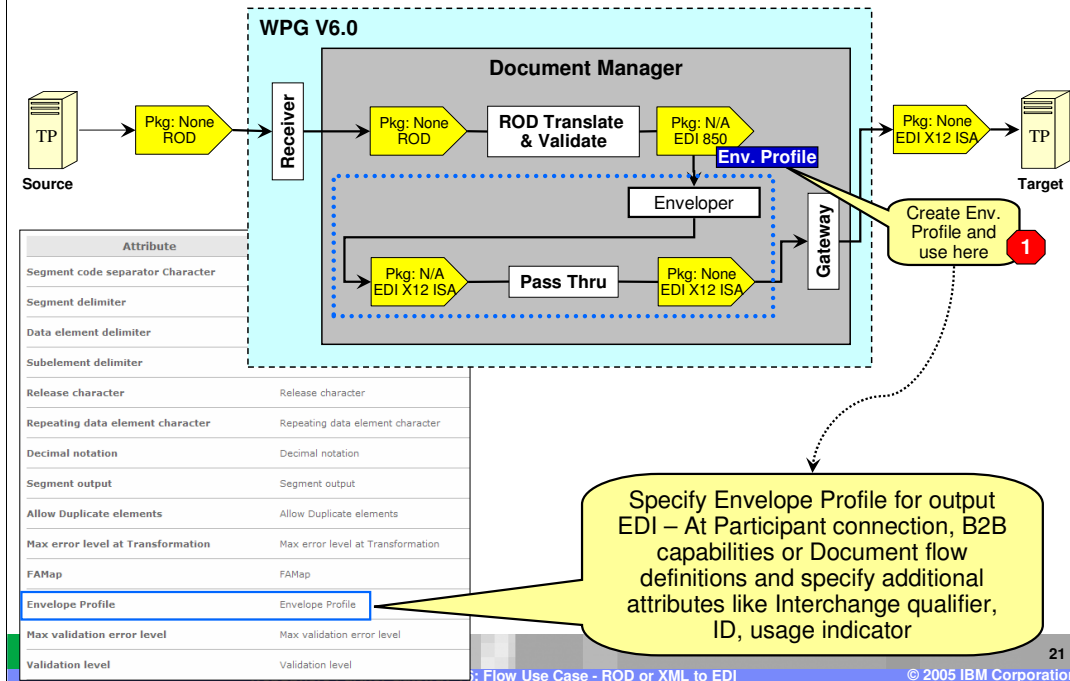 WPG V6.0
Document Manager
TP
Source
Pkg: None
ROD
Receiver
Pkg: None
ROD
ROD Translate
& Validate
Pkg: N/A
EDI 850
Env. Profile
Enveloper
Pkg: N/A
EDI X12 ISA
Pass Thru
Pkg: None
EDI X12 ISA
Gateway
Pkg: None
EDI X12 ISA
TP
Target
Create Env.
Profile and
use here
1
Attribute
Segment code separator Character
Segment delimiter
Data element delimiter
Subelement delimiter
Release character Release character
Repeating data element character Repeating data element character
Decimal notation Decimal notation
Segment output Segment output
Allow Duplicate elements Allow Duplicate elements
Max error level at Transformation Max error level at Transformation
FAMap FAMap
Envelope Profile Envelope Profile
Max validation error level Max validation error level
Validation level Validation level
Specify Envelope Profile for output
EDI – At Participant connection, B2B
capabilities or Document flow
definitions and specify additional
attributes like Interchange qualifier,
ID, usage indicator
21
: Flow Use Case - ROD or XML to EDI
© 2005 IBM Corporation